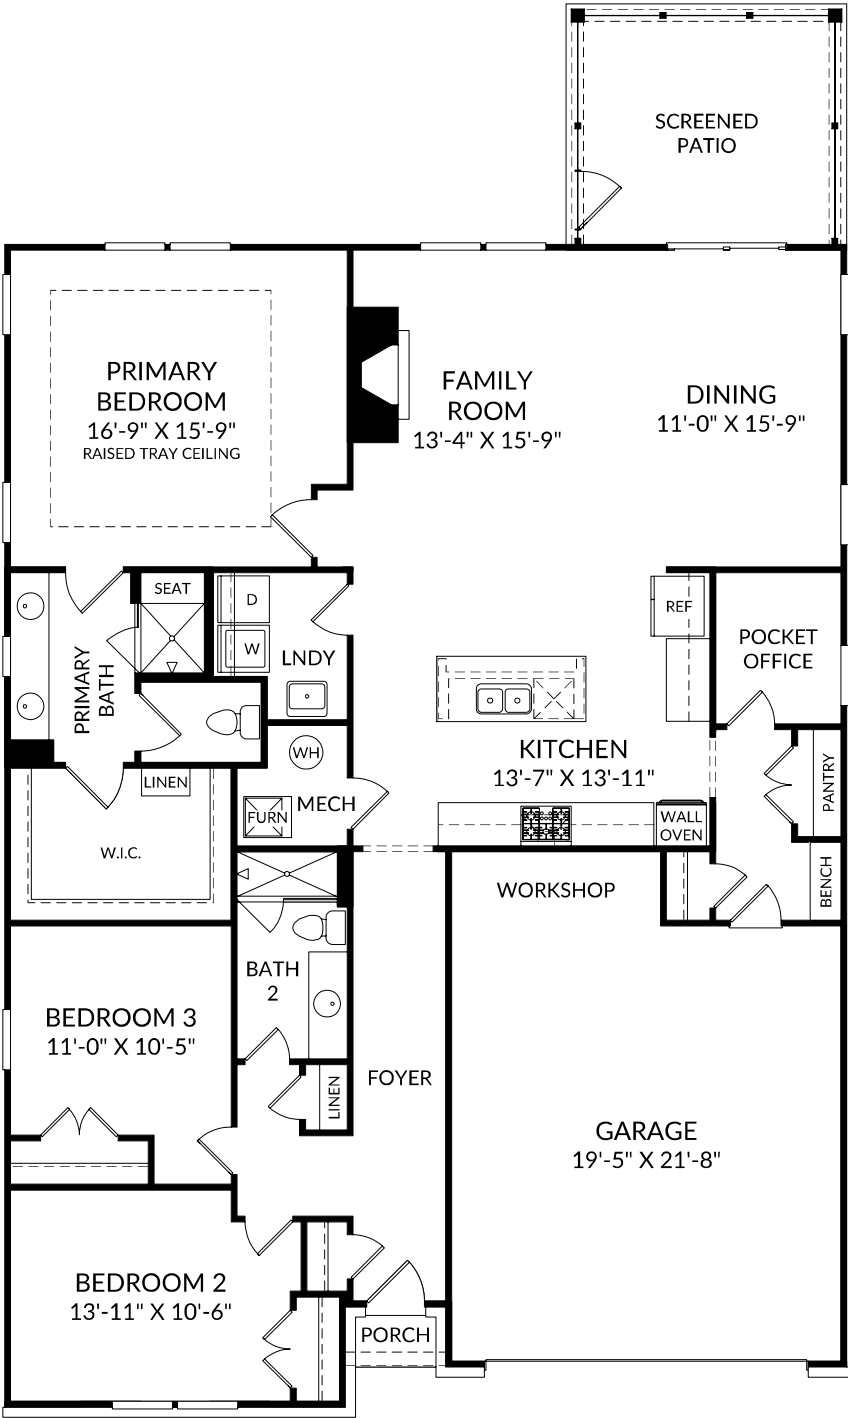 SCREENED
PATIO
PRIMARY
BEDROOM
16'-9" X 15'-9"
RAISED TRAY CEILING
FAMILY
ROOM
13'-4" X 15'-9"
DINING
11'-0" X 15'-9"
SEAT
D
W
LNDY
PRIMARY
BATH
REF
POCKET
OFFICE
KITCHEN
13'-7" X 13'-11"
WH
MECH
FURN
LINEN
W.I.C.
PANTRY
WALL
OVEN
BENCH
WORKSHOP
BATH
2
BEDROOM 3
11'-0" X 10'-5"
LINEN
FOYER
GARAGE
19'-5" X 21'-8"
BEDROOM 2
13'-11" X 10'-6"
PORCH